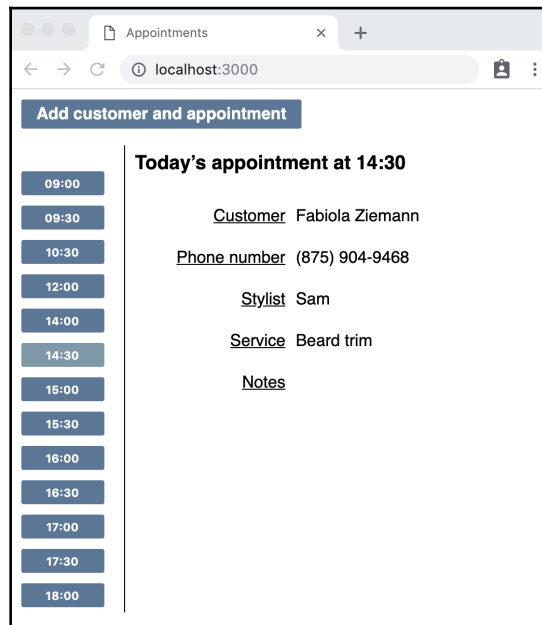 Appointments
localhost:3000
Add customer and appointment
09:00
09:30
10:30
12:00
14:00
14:30
15:00
15:30
16:00
16:30
17:00
17:30
18:00
Today's appointment at 14:30
Customer Fabiola Ziemann
Phone number (875) 904-9468
Stylist Sam
Service Beard trim
Notes